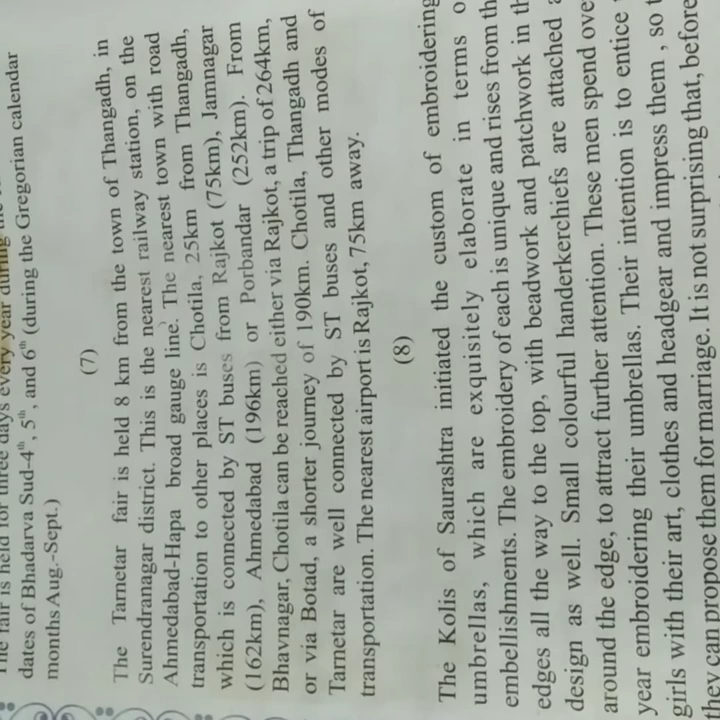 The fair is held for three days every year during
dates of Bhadarva Sud-4th, 5th, and 6th (during the Gregorian calendar
months Aug.-Sept.)
(7)
The Tarnetar fair is held 8 km from the town of Thangadh, in
Surendranagar district. This is the nearest railway station, on the
Ahmedabad-Hapa broad gauge line. The nearest town with road
transportation to other places is Chotila, 25km from Thangadh,
which is connected by ST buses from Rajkot (75km), Jamnagar
(162km), Ahmedabad (196km) or Porbandar (252km). From
Bhavnagar, Chotila can be reached either via Rajkot, a trip of 264km,
or via Botad, a shorter journey of 190km. Chotila, Thangadh and
Tarnetar are well connected by ST buses and other modes of
transportation. The nearest airport is Rajkot, 75km away.
(8)
The Kolis of Saurashtra initiated the custom of embroidering
umbrellas, which are exquisitely elaborate in terms
embellishments. The embroidery of each is unique and rises from
edges all the way to the top, with beadwork and patchwork in
design as well. Small colourful handerkerchiefs are attached
around the edge, to attract further attention. These men spend
year embroidering their umbrellas. Their intention is to entice
girls with their art, clothes and headgear and impress them , so
they can propose them for marriage. It is not surprising that, before